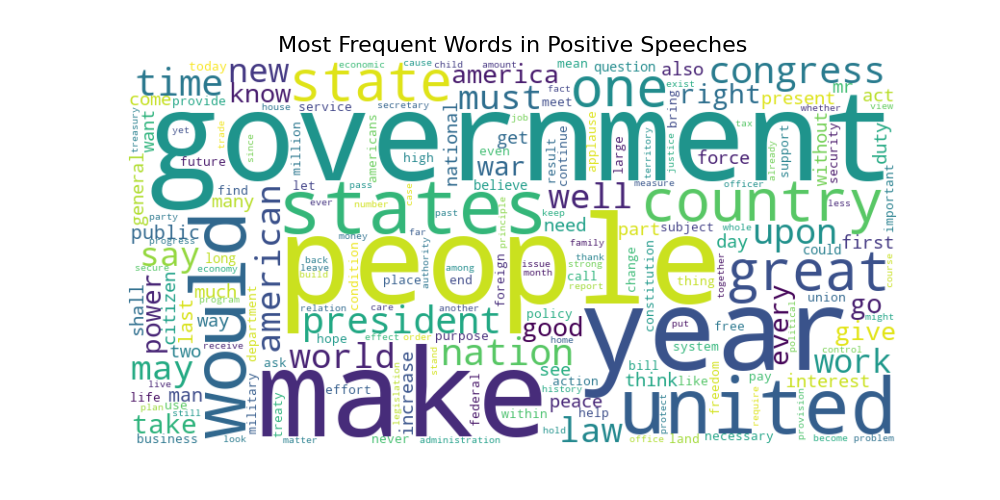 Most Frequent Words in Positive Speeches
today economic cause child amount mean question also congress
time new state america one mr act
come provide know house service secretary fact meet must right present whether view
treasury want government exist
yet trade since million americans national get even job result continue applause large territory bring justice force tax already support without security duty
future high war
general find let pass believe well officer important
many states ever number case past keep need country measure less
party public progress american principle part subject whole day upon could first
say long would people far back leave build money condition place authority among end foreign issue month family thank strong report call change constitution thing together great union course
secure economy much citizen last power shall program way department relation care another
receive hope effect order president policy purpose good home put free every political go might give
two ask world stand nation see system year control work
may live life man military effort legislation increase federal action history peace bill think like freedom pay interest
plan use still treaty make within help protect united require provision
take look never hold law office land necessary
business matter administration become problem